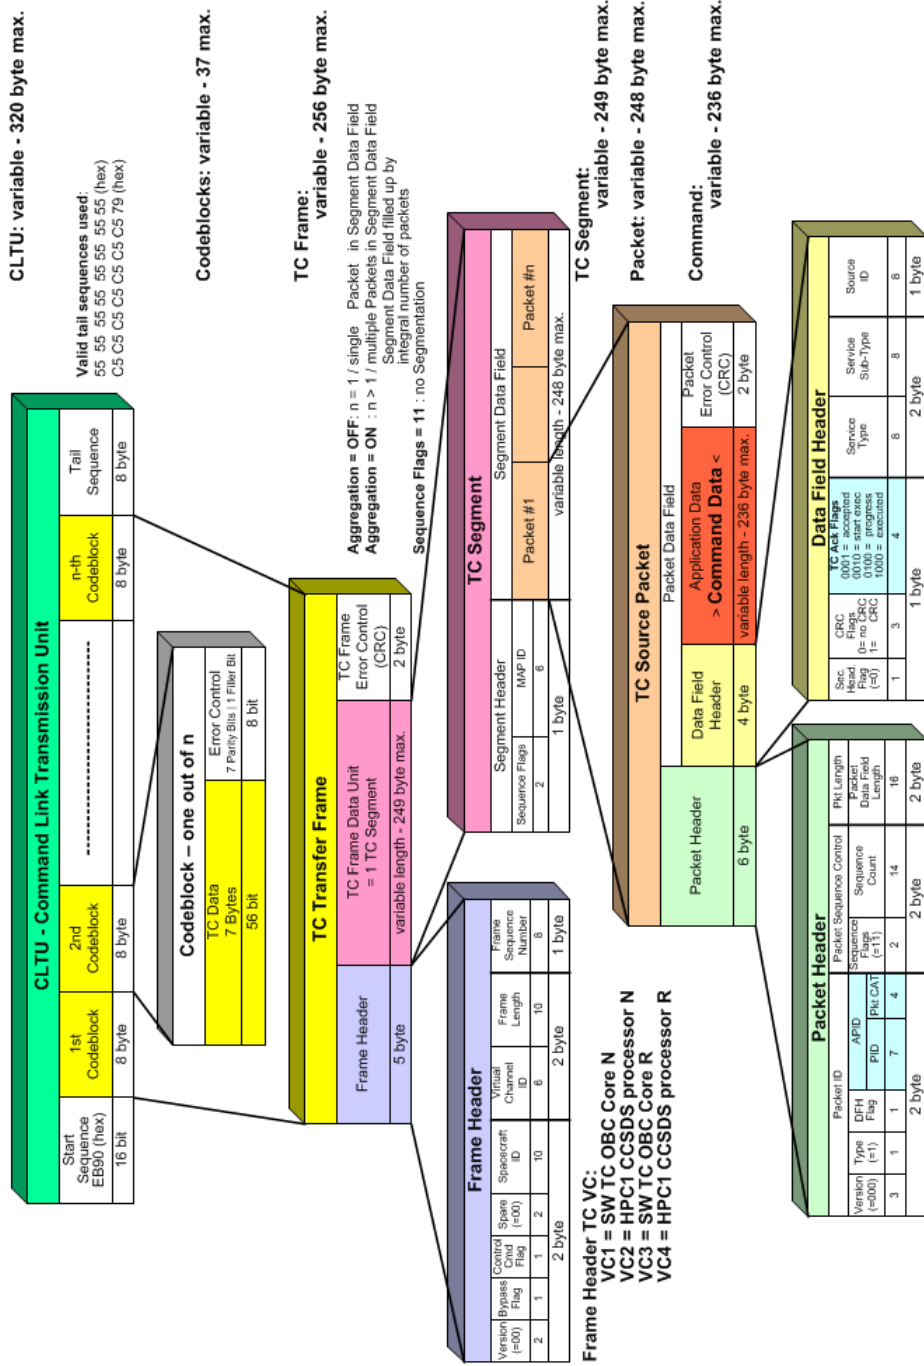 CLTU: variable - 320 byte max.
CLTU - Command Link Transmission Unit
Start
Sequence
EB90 (hex)
16 bit
1st
Codeblock
8 byte
2nd
Codeblock
8 byte
n-th
Codeblock
8 byte
Tail
Sequence
8 byte
Valid tail sequences used:
55 55 55 55 55 55 55 55 (hex)
C5 C5 C5 C5 C5 C5 C5 79 (hex)
Codeblocks: variable - 37 max.
Codeblock – one out of n
TC Data
7 Bytes
56 bit
Error Control
7 Parity Bits | 1 Filler Bit
8 bit
TC Frame:
variable - 256 byte max.
TC Transfer Frame
Frame Header
5 byte
TC Frame Data Unit
= 1 TC Segment
variable length - 249 byte max.
TC Frame
Error Control
(CRC)
2 byte
Aggregation = OFF: n = 1 / single Packet in Segment Data Field
Aggregation = ON : n > 1 / multiple Packets in Segment Data Field
Segment Data Field filled up by
integral number of packets
Sequence Flags = 11 : no Segmentation
Frame Header
Version
(=00)
2
Bypass
Flag
1
Control
Cmd
Flag
1
Spare
(=00)
2
Spacecraft
ID
10
2 byte
Virtual
Channel
ID
6
Frame
Length
10
2 byte
Frame
Sequence
Number
8
1 byte
TC Segment
Segment Header
Sequence Flags
2
MAP ID
6
1 byte
Segment Data Field
Packet #1
Packet #n
variable length - 248 byte max.
TC Segment:
variable - 249 byte max.
Frame Header TC VC:
VC1 = SW TC OBC Core N
VC2 = HPC1 CCSDS processor N
VC3 = SW TC OBC Core R
VC4 = HPC1 CCSDS processor R
Packet: variable - 248 byte max.
TC Source Packet
Packet Header
6 byte
Packet Data Field
Data Field
Header
4 byte
Application Data
> Command Data <
variable length - 236 byte max.
Packet
Error Control
(CRC)
2 byte
Command:
variable - 236 byte max.
Packet Header
Packet ID
Version
(=000)
3
Type
(=1)
1
DFH
Flag
1
APID
PID
7
Pkt CAT
4
2 byte
Packet Sequence Control
Sequence
Flags
(=11)
2
Sequence
Count
14
2 byte
Pkt Length
Packet
Data Field
Length
16
2 byte
Data Field Header
Sec.
Head.
Flag
(=0)
1
CRC
Flags
0= no CRC
1= CRC
3
TC Ack Flags
0001 = accepted
0010 = start exec
0100 = progress
1000 = executed
4
1 byte
Service
Type
8
Service
Sub-Type
8
2 byte
Source
ID
8
1 byte